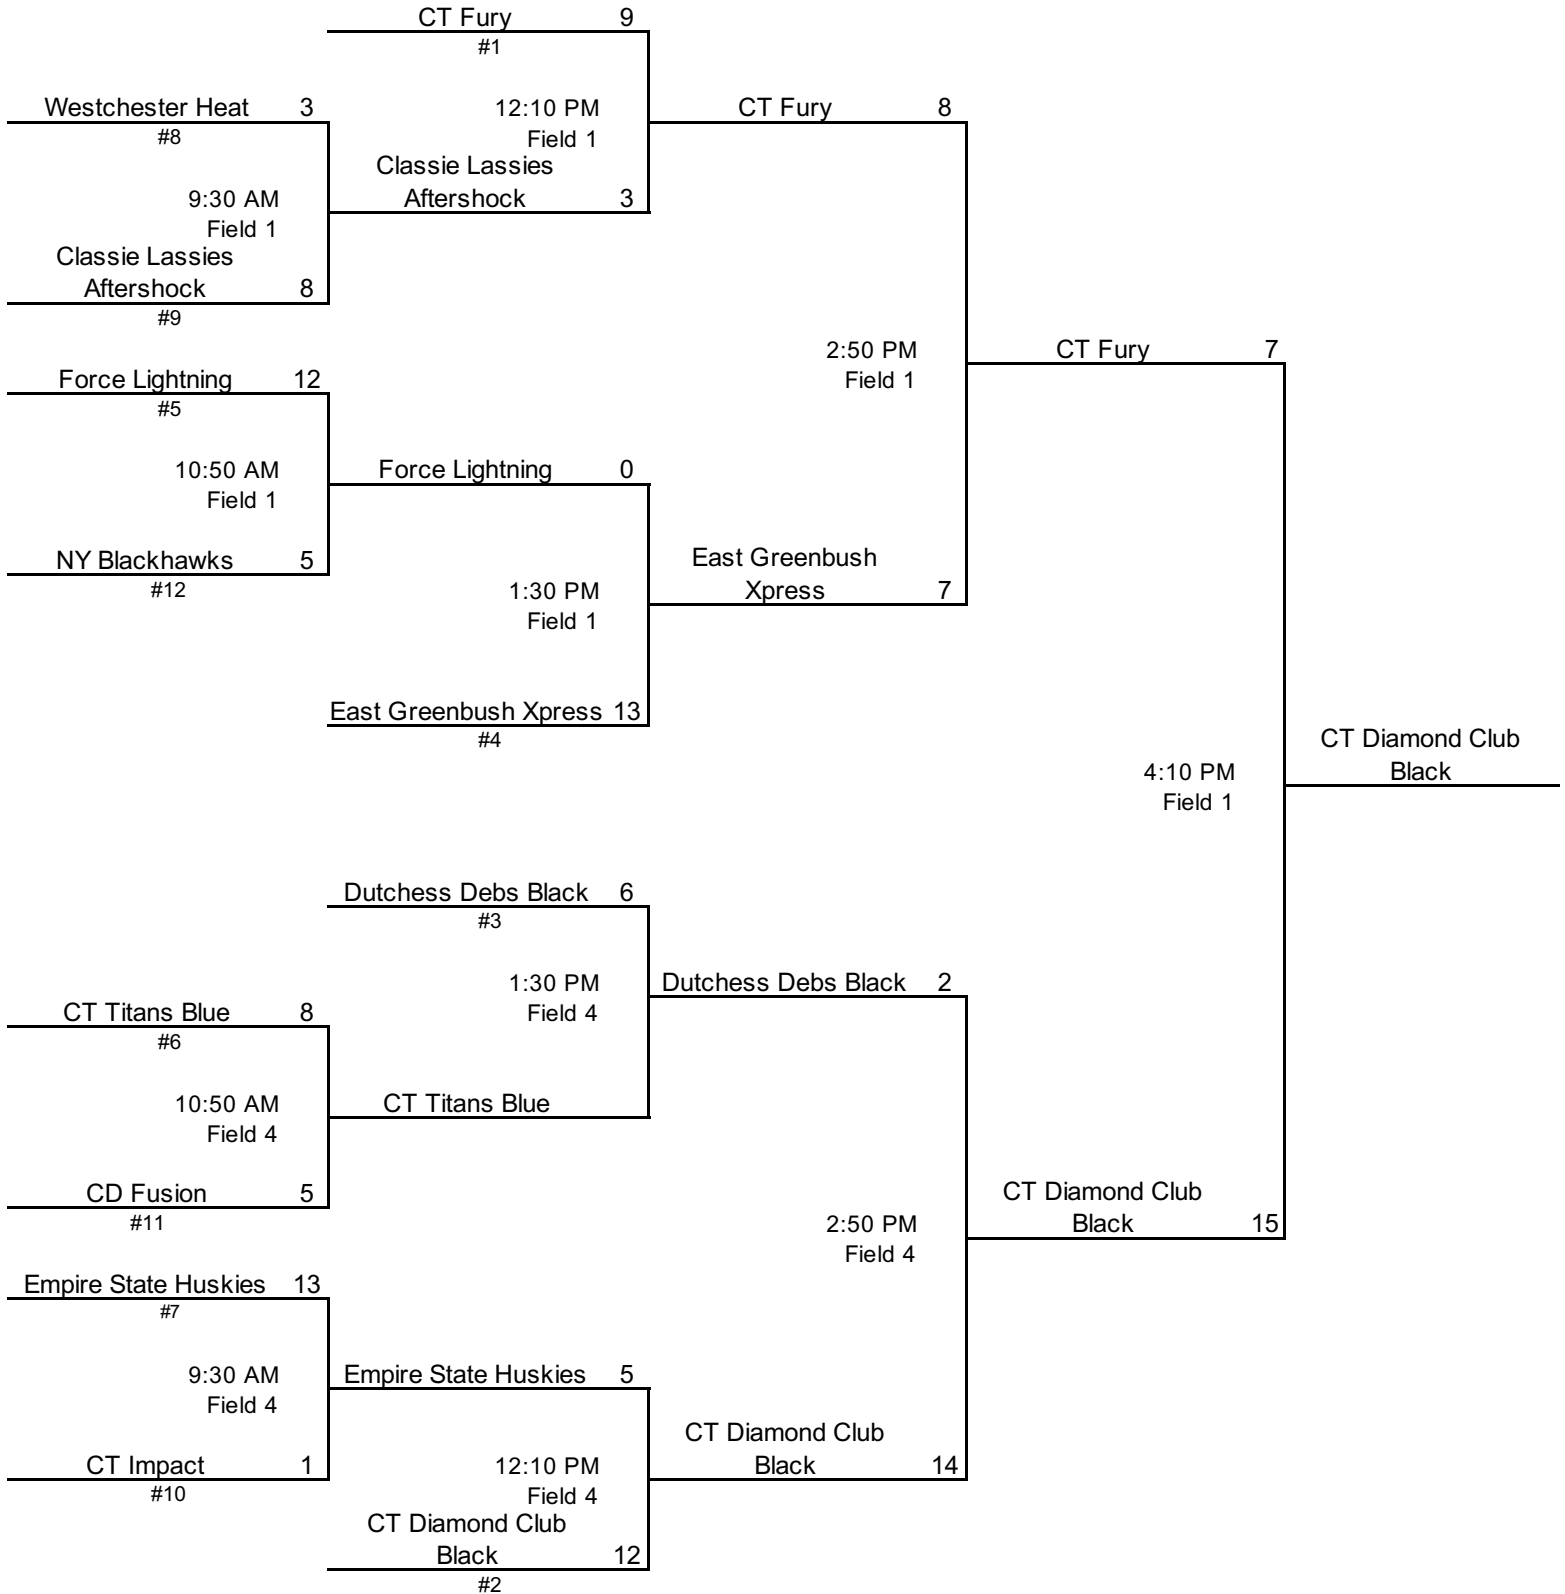 CT Fury 9
#1
Westchester Heat 3
#8
12:10 PM
Field 1
CT Fury 8
Classie Lassies
Aftershock 3
9:30 AM
Field 1
Classie Lassies
Aftershock 8
#9
Force Lightning 12
#5
2:50 PM
Field 1
CT Fury 7
10:50 AM
Field 1
Force Lightning 0
NY Blackhawks 5
#12
1:30 PM
Field 1
East Greenbush
Xpress 7
East Greenbush Xpress 13
#4
4:10 PM
Field 1
CT Diamond Club
Black
Dutchess Debs Black 6
#3
1:30 PM
Field 4
Dutchess Debs Black 2
CT Titans Blue 8
#6
10:50 AM
Field 4
CT Titans Blue
CD Fusion 5
#11
2:50 PM
Field 4
CT Diamond Club
Black 15
Empire State Huskies 13
#7
9:30 AM
Field 4
Empire State Huskies 5
CT Impact 1
#10
12:10 PM
Field 4
CT Diamond Club
Black 14
CT Diamond Club
Black 12
#2